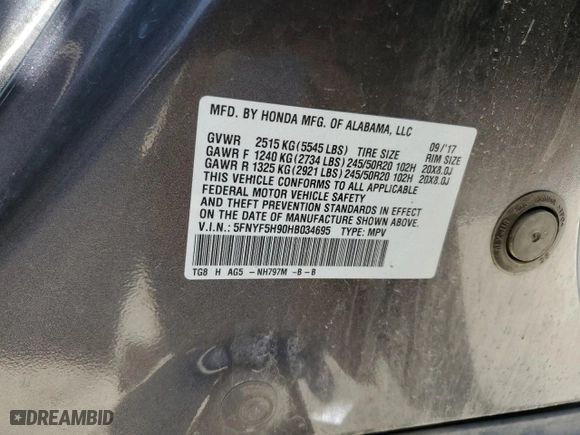 MFD. BY HONDA MFG. OF ALABAMA, LLC
09/'17
GVWR 2515 KG (5545 LBS) TIRE SIZE RIM SIZE
GAWR F 1240 KG (2734 LBS) 245/50R20 102H 20X8.0J
GAWR R 1325 KG (2921 LBS) 245/50R20 102H 20X8.0J
THIS VEHICLE CONFORMS TO ALL APPLICABLE
FEDERAL MOTOR VEHICLE SAFETY
AND THEFT PREVENTION STANDARDS IN EFFECT
ON THE DATE OF MANUFACTURE SHOWN ABOVE.
V.I.N.: 5FNYF5H90HB034695 TYPE: MPV
TG8 H AG5 -NH797M -B-B
DREAMBID